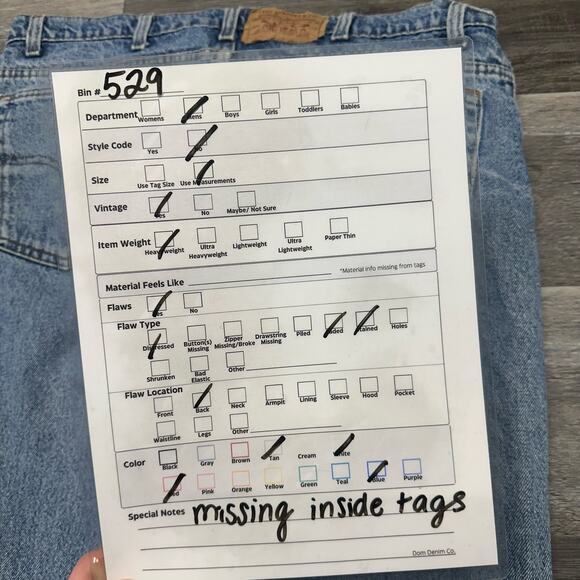 Bin # 529
Department Womens Mens Boys Girls Toddlers Babies
Style Code Yes No
Size Use Tag Size Use Measurements
Vintage Yes No Maybe/ Not Sure
Item Weight Heavyweight Ultra Heavyweight Lightweight Ultra Lightweight Paper Thin
Material Feels Like
*Material info missing from tags
Flaws Yes No
Flaw Type
Distressed Button(s) Missing Zipper Missing/Broke Drawstring Missing Piled Faded Stained Holes
Shrunken Bad Elastic Other
Flaw Location
Front Back Neck Armpit Lining Sleeve Hood Pocket
Waistline Legs Other
Color Black Gray Brown Tan Cream White
Red Pink Orange Yellow Green Teal Blue Purple
Special Notes missing inside tags
Dom Denim Co.